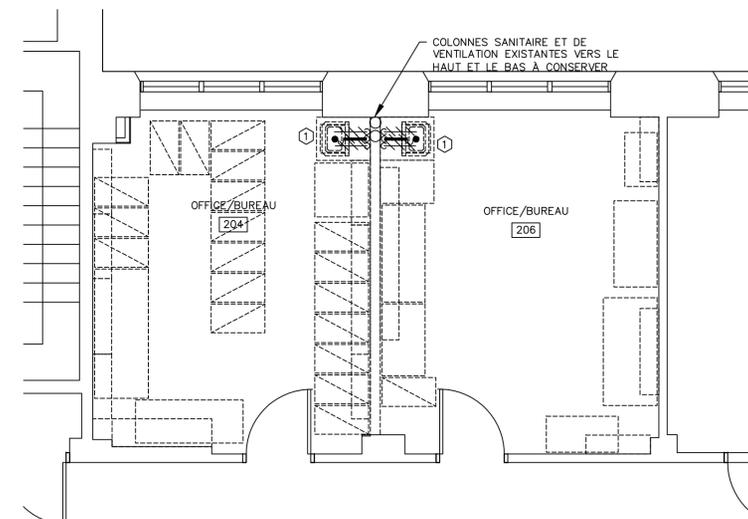 COLONNES SANITAIRE ET DE
VENTILATION EXISTANTES VERS LE
HAUT ET LE BAS À CONSERVER
1
1
OFFICE/BUREAU
204
OFFICE/BUREAU
206